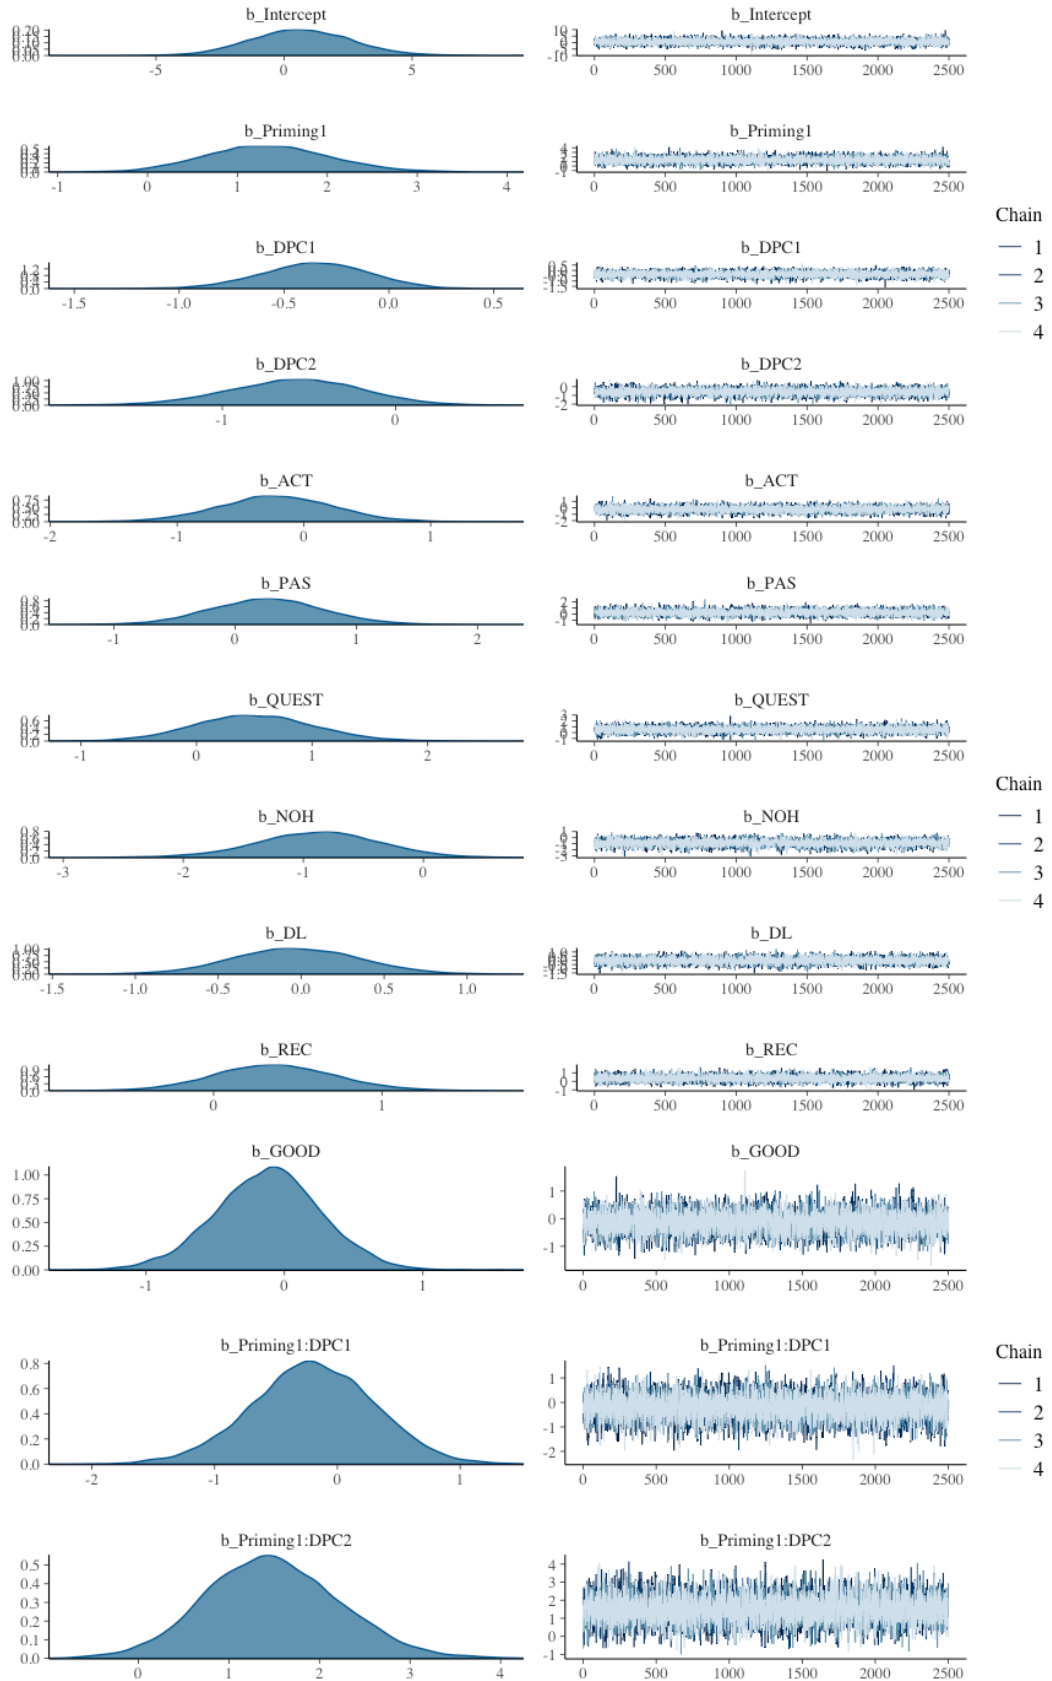 b_Intercept b_Intercept
-5 0 5
0 500 1000 1500 2000 2500
b_Priming1 b_Priming1
-1 0 1 2 3 4
0 500 1000 1500 2000 2500
Chain
1
2
3
4
b_DPC1 b_DPC1
-1.5 -1.0 -0.5 0.0 0.5
0 500 1000 1500 2000 2500
b_DPC2 b_DPC2
-1 0
0 500 1000 1500 2000 2500
b_ACT b_ACT
-2 -1 0 1
0 500 1000 1500 2000 2500
b_PAS b_PAS
-1 0 1 2
0 500 1000 1500 2000 2500
b_QUEST b_QUEST
-1 0 1 2
0 500 1000 1500 2000 2500
Chain
1
2
3
4
b_NOH b_NOH
-3 -2 -1 0
0 500 1000 1500 2000 2500
b_DL b_DL
-1.5 -1.0 -0.5 0.0 0.5 1.0
0 500 1000 1500 2000 2500
b_REC b_REC
0 1
1
0
-1
0 500 1000 1500 2000 2500
b_GOOD b_GOOD
1.00
0.75
0.50
0.25
0.00
-1 0 1
1
0
-1
0 500 1000 1500 2000 2500
b_Priming1:DPC1 b_Priming1:DPC1
0.8
0.6
0.4
0.2
0.0
-2 -1 0 1
1
0
-1
-2
0 500 1000 1500 2000 2500
Chain
1
2
3
4
b_Priming1:DPC2 b_Priming1:DPC2
0.5
0.4
0.3
0.2
0.1
0.0
0 1 2 3 4
4
3
2
1
0
-1
0 500 1000 1500 2000 2500